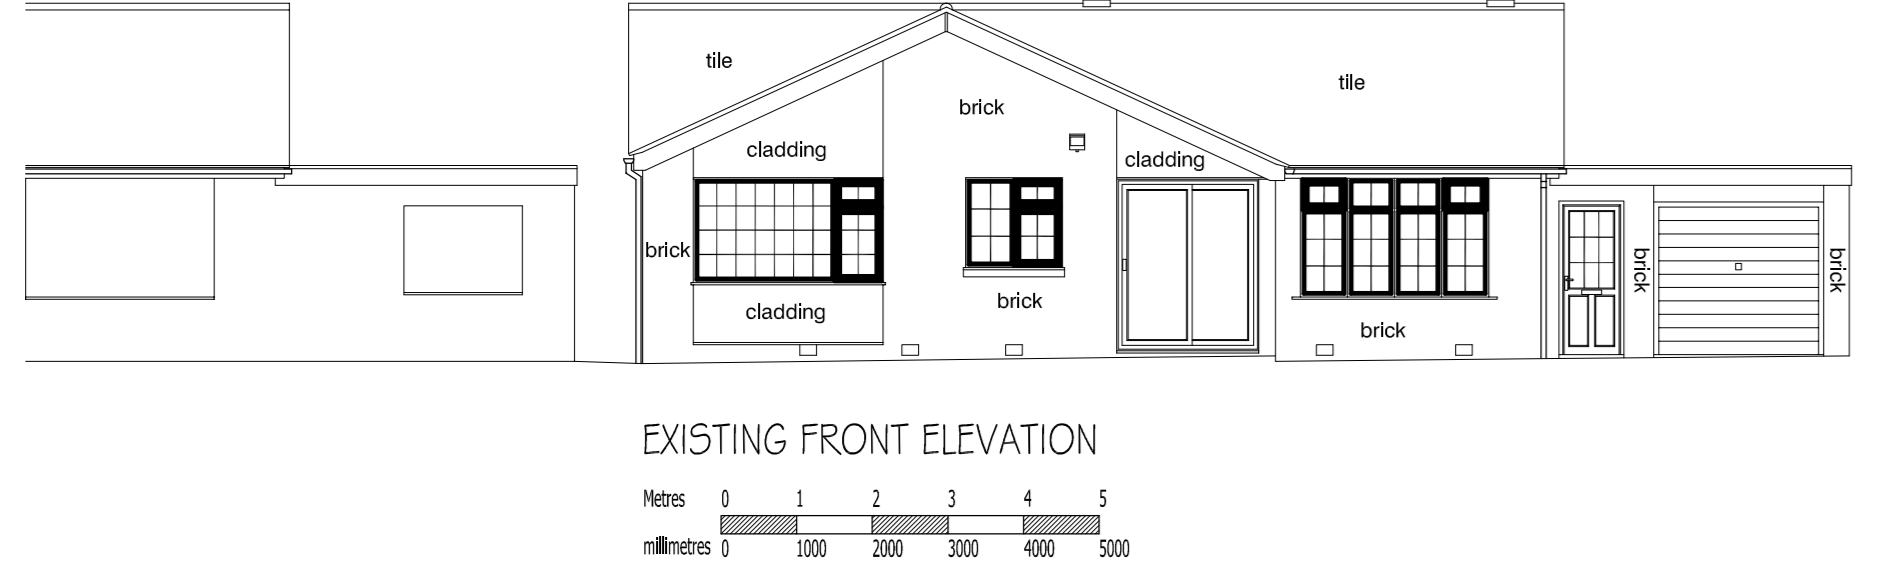 tile
tile
brick
cladding
cladding
brick
brick
brick
brick
cladding
brick
EXISTING FRONT ELEVATION
Metres 0 1 2 3 4 5
millimetres 0 1000 2000 3000 4000 5000